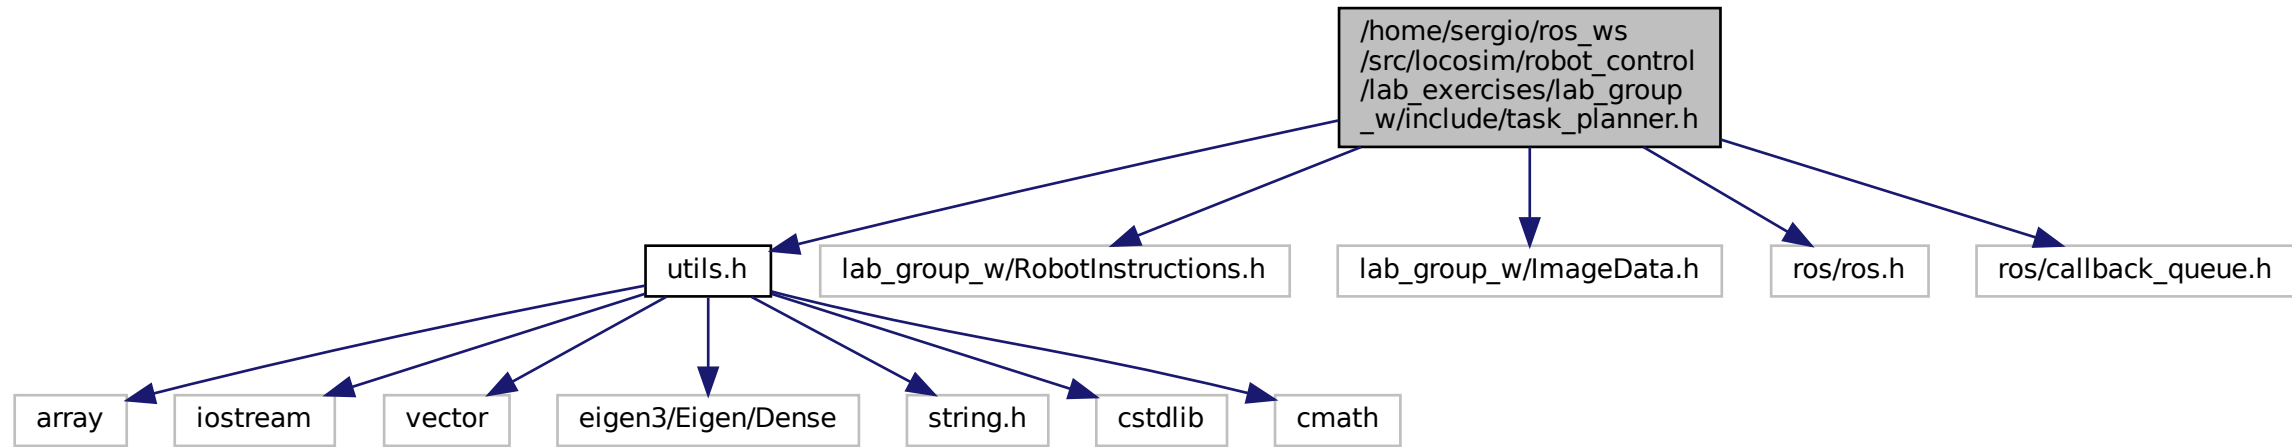 /home/sergio/ros_ws
/src/locosim/robot_control
/lab_exercises/lab_group
_w/include/task_planner.h
utils.h
lab_group_w/RobotInstructions.h
lab_group_w/ImageData.h
ros/ros.h
ros/callback_queue.h
array
iostream
vector
eigen3/Eigen/Dense
string.h
cstdlib
cmath